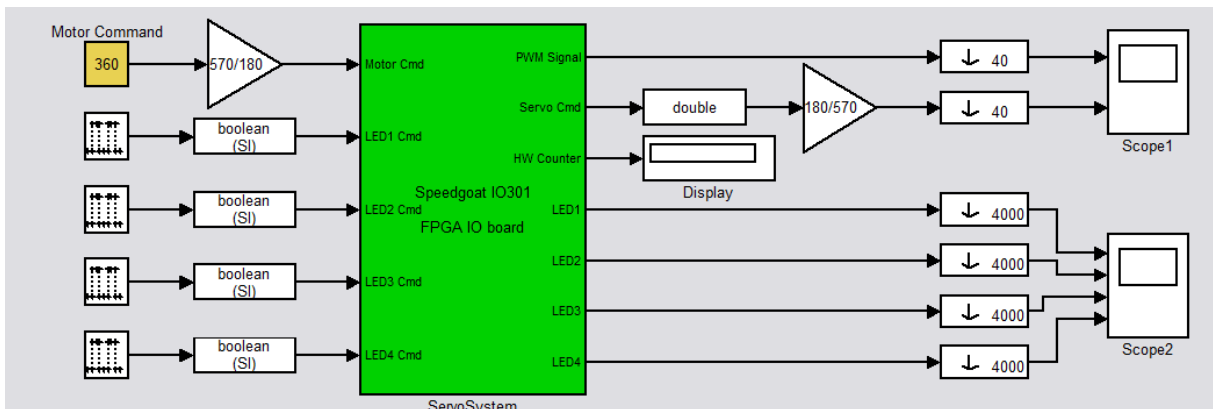 Motor Command
360
570/180
Motor Cmd
PWM Signal
40
Servo Cmd
double
180/570
40
Scope1
boolean
(SI)
LED1 Cmd
HW Counter
Display
Speedgoat IO301
FPGA IO board
boolean
(SI)
LED2 Cmd
LED1
4000
LED2
4000
boolean
(SI)
LED3 Cmd
LED3
4000
boolean
(SI)
LED4 Cmd
LED4
4000
Scope2
ServoSystem